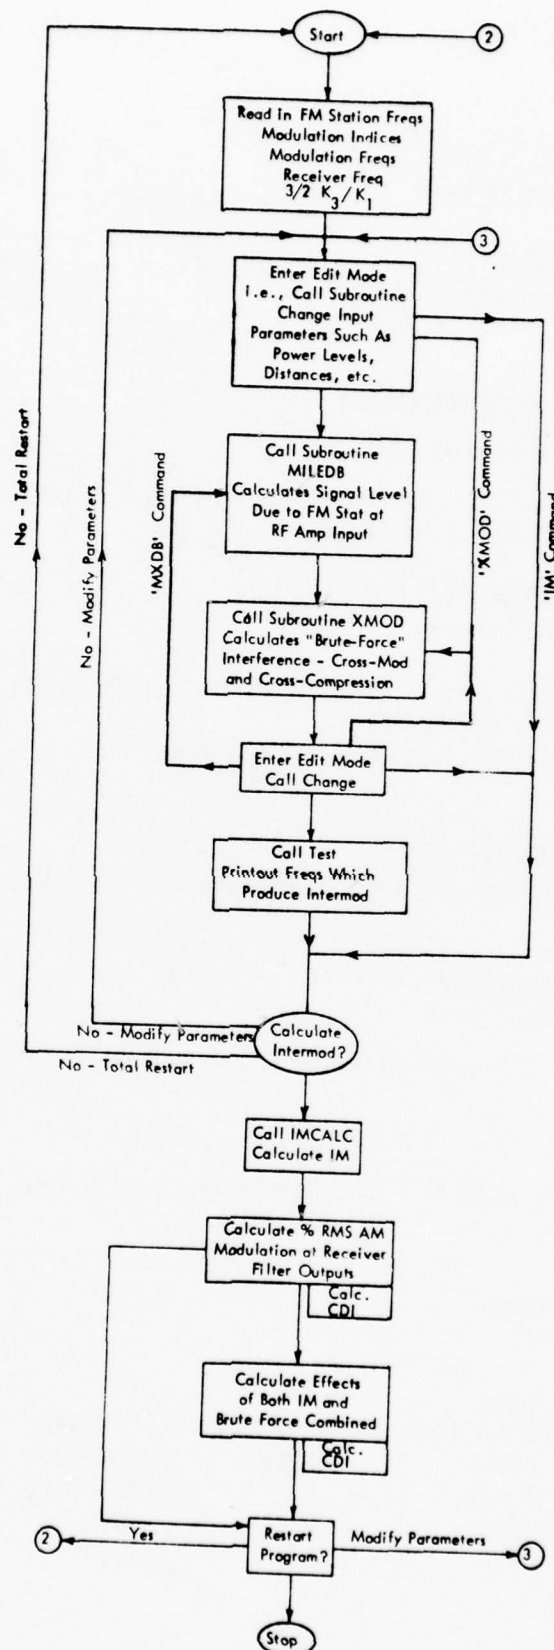 Start
2
Read in FM Station Freqs
Modulation Indices
Modulation Freqs
Receiver Freq
3/2 K3/K1
3
Enter Edit Mode
i.e., Call Subroutine
Change Input
Parameters Such As
Power Levels,
Distances, etc.
No - Total Restart
No - Modify Parameters
'MXDB' Command
'XMOD' Command
'IM' Command
Call Subroutine
MILEDB
Calculates Signal Level
Due to FM Stat at
RF Amp Input
Call Subroutine XMOD
Calculates "Brute-Force"
Interference - Cross-Mod
and Cross-Compression
Enter Edit Mode
Call Change
Call Test
Printout Freqs Which
Produce Intermod
Calculate
Intermod?
No - Modify Parameters
No - Total Restart
Call IMCALC
Calculate IM
Calculate % RMS AM
Modulation at Receiver
Filter Outputs
Calc.
CDI
Calculate Effects
of Both IM and
Brute Force Combined
Calc.
CDI
2
Yes
Restart
Program?
Modify Parameters
3
Stop